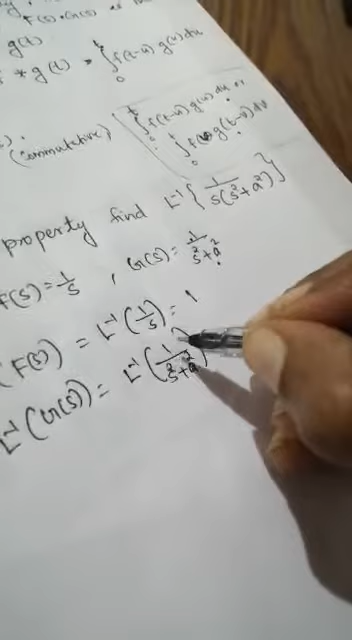 F(s) · G(s)
g(t)
* g(t) = ∫₀ᵗ f(t-u) g(u) du
(commutative) ∫₀ᵗ f(t-u) g(u) du or
∫₀ᵗ f(u) g(t-u) du
property find L⁻¹ { 1/s(s²+a²) }
F(s) = 1/s , G(s) = 1/s²+a²
(F(s)) = L⁻¹(1/s) = 1
L⁻¹(G(s)) = L⁻¹(1/s²+a²)